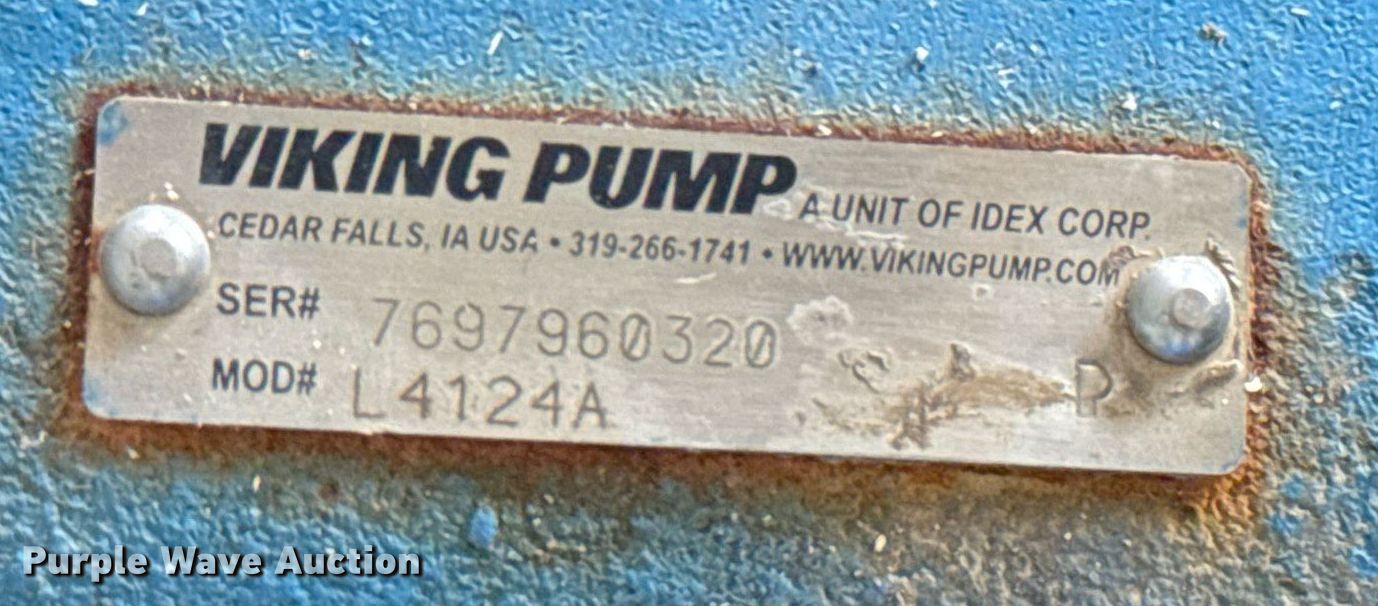 VIKING PUMP A UNIT OF IDEX CORP.
CEDAR FALLS, IA USA • 319-266-1741 • WWW.VIKINGPUMP.COM
SER# 7697960320
MOD# L4124A P
Purple Wave Auction